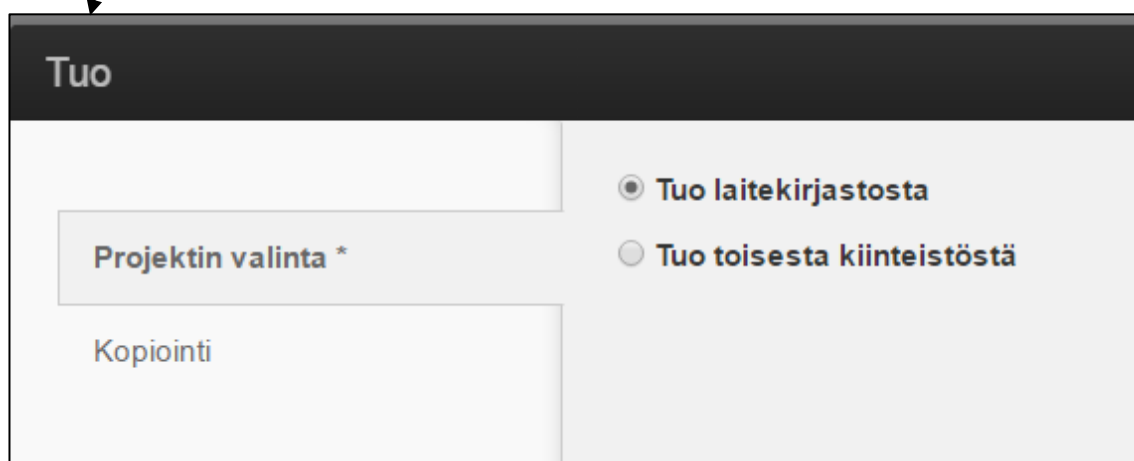 Tuo
Projektin valinta *
Kopiointi
Tuo laitekirjastosta
Tuo toisesta kiinteistöstä